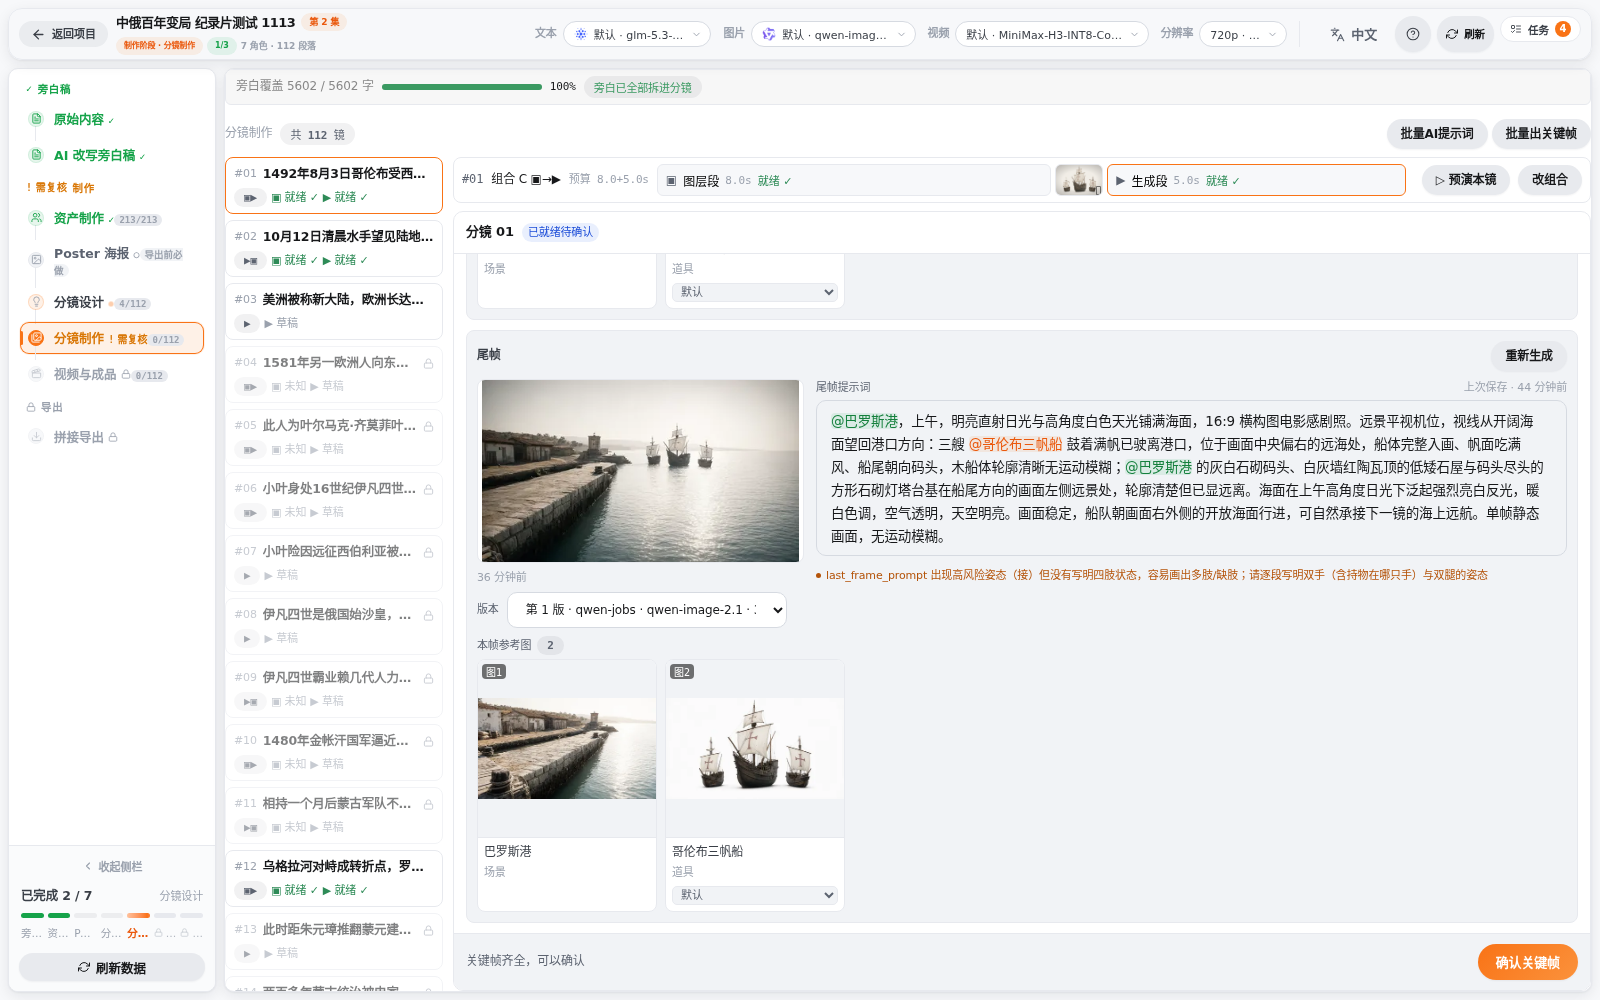 返回项目
中俄百年变局 纪录片测试 1113 第 2 集
制作阶段 · 分镜制作 1/3 7 角色 · 112 段落
文本 默认 · glm-5.3-...
图片 默认 · qwen-imag...
视频 默认 · MiniMax-H3-INT8-Co...
分辨率 720p · ...
中文
刷新
任务 4
✓ 旁白稿
原始内容 ✓
AI 改写旁白稿 ✓
! 需复核 制作
资产制作 ✓ 213/213
Poster 海报 ○ 导出前必做
分镜设计 4/112
分镜制作 ! 需复核 0/112
视频与成品 0/112
导出
拼接导出
收起侧栏
已完成 2 / 7 分镜设计
旁... 资... P... 分... 分... ... ...
刷新数据
旁白覆盖 5602 / 5602 字 100% 旁白已全部拆进分镜
分镜制作 共 112 镜
批量AI提示词 批量出关键帧
#01 1492年8月3日哥伦布受西...
就绪 ✓ 就绪 ✓
#02 10月12日清晨水手望见陆地...
就绪 ✓ 就绪 ✓
#03 美洲被称新大陆，欧洲长达...
草稿
#04 1581年另一欧洲人向东...
未知 草稿
#05 此人为叶尔马克·齐莫菲叶...
未知 草稿
#06 小叶身处16世纪伊凡四世...
未知 草稿
#07 小叶险因远征西伯利亚被...
草稿
#08 伊凡四世是俄国始沙皇，...
草稿
#09 伊凡四世霸业赖几代人力...
未知 草稿
#10 1480年金帐汗国军逼近...
未知 草稿
#11 相持一个月后蒙古军队不...
未知 草稿
#12 乌格拉河对峙成转折点，罗...
就绪 ✓ 就绪 ✓
#13 此时距朱元璋推翻蒙元建...
草稿
#01 组合 C 预算 8.0+5.0s 图层段 8.0s 就绪 ✓ 生成段 5.0s 就绪 ✓ 预演本镜 改组合
分镜 01 已就绪待确认
场景
道具
默认
尾帧 重新生成
尾帧提示词 上次保存 · 44 分钟前
@巴罗斯港，上午，明亮直射日光与高角度白色天光铺满海面，16:9 横构图电影感剧照。远景平视机位，视线从开阔海
面望回港口方向：三艘 @哥伦布三帆船 鼓着满帆已驶离港口，位于画面中央偏右的远海处，船体完整入画、帆面吃满
风、船尾朝向码头，木船体轮廓清晰无运动模糊；@巴罗斯港 的灰白石砌码头、白灰墙红陶瓦顶的低矮石屋与码头尽头的
方形石砌灯塔台基在船尾方向的画面左侧远景处，轮廓清楚但已显远离。海面在上午高角度日光下泛起强烈亮白反光，暖
白色调，空气透明，天空明亮。画面稳定，船队朝画面右外侧的开放海面行进，可自然承接下一镜的海上远航。单帧静态
画面，无运动模糊。
last_frame_prompt 出现高风险姿态（接）但没有写明四肢状态，容易画出多肢/缺肢；请逐段写明双手（含持物在哪只手）与双腿的姿态
36 分钟前
版本 第 1 版 · qwen-jobs · qwen-image-2.1 ·
本帧参考图 2
图1
图2
巴罗斯港
场景
哥伦布三帆船
道具
默认
关键帧齐全，可以确认
确认关键帧